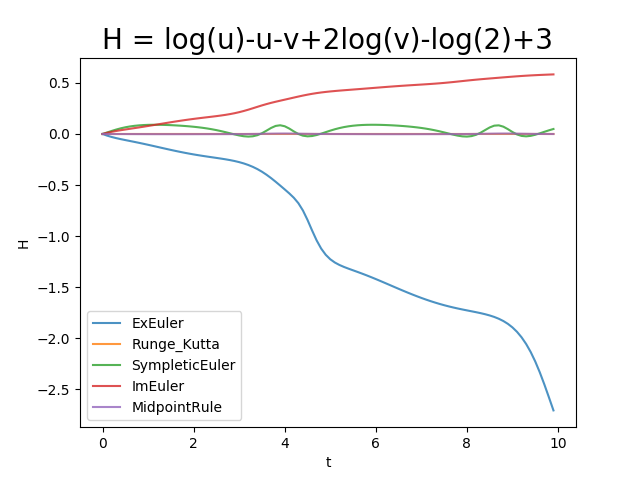 H = log(u)-u-v+2log(v)-log(2)+3
0.5
0.0
−0.5
−1.0
−1.5
−2.0
−2.5
H
ExEuler
Runge_Kutta
SympleticEuler
ImEuler
MidpointRule
0 2 4 6 8 10
t